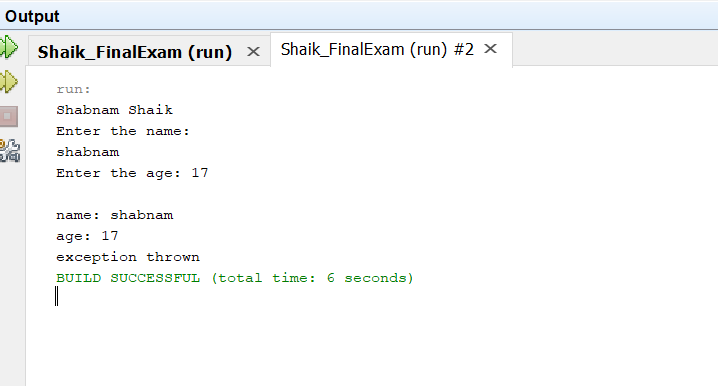 Output
Shaik_FinalExam (run) × Shaik_FinalExam (run) #2 ×
run:
Shabnam Shaik
Enter the name:
shabnam
Enter the age: 17
name: shabnam
age: 17
exception thrown
BUILD SUCCESSFUL (total time: 6 seconds)